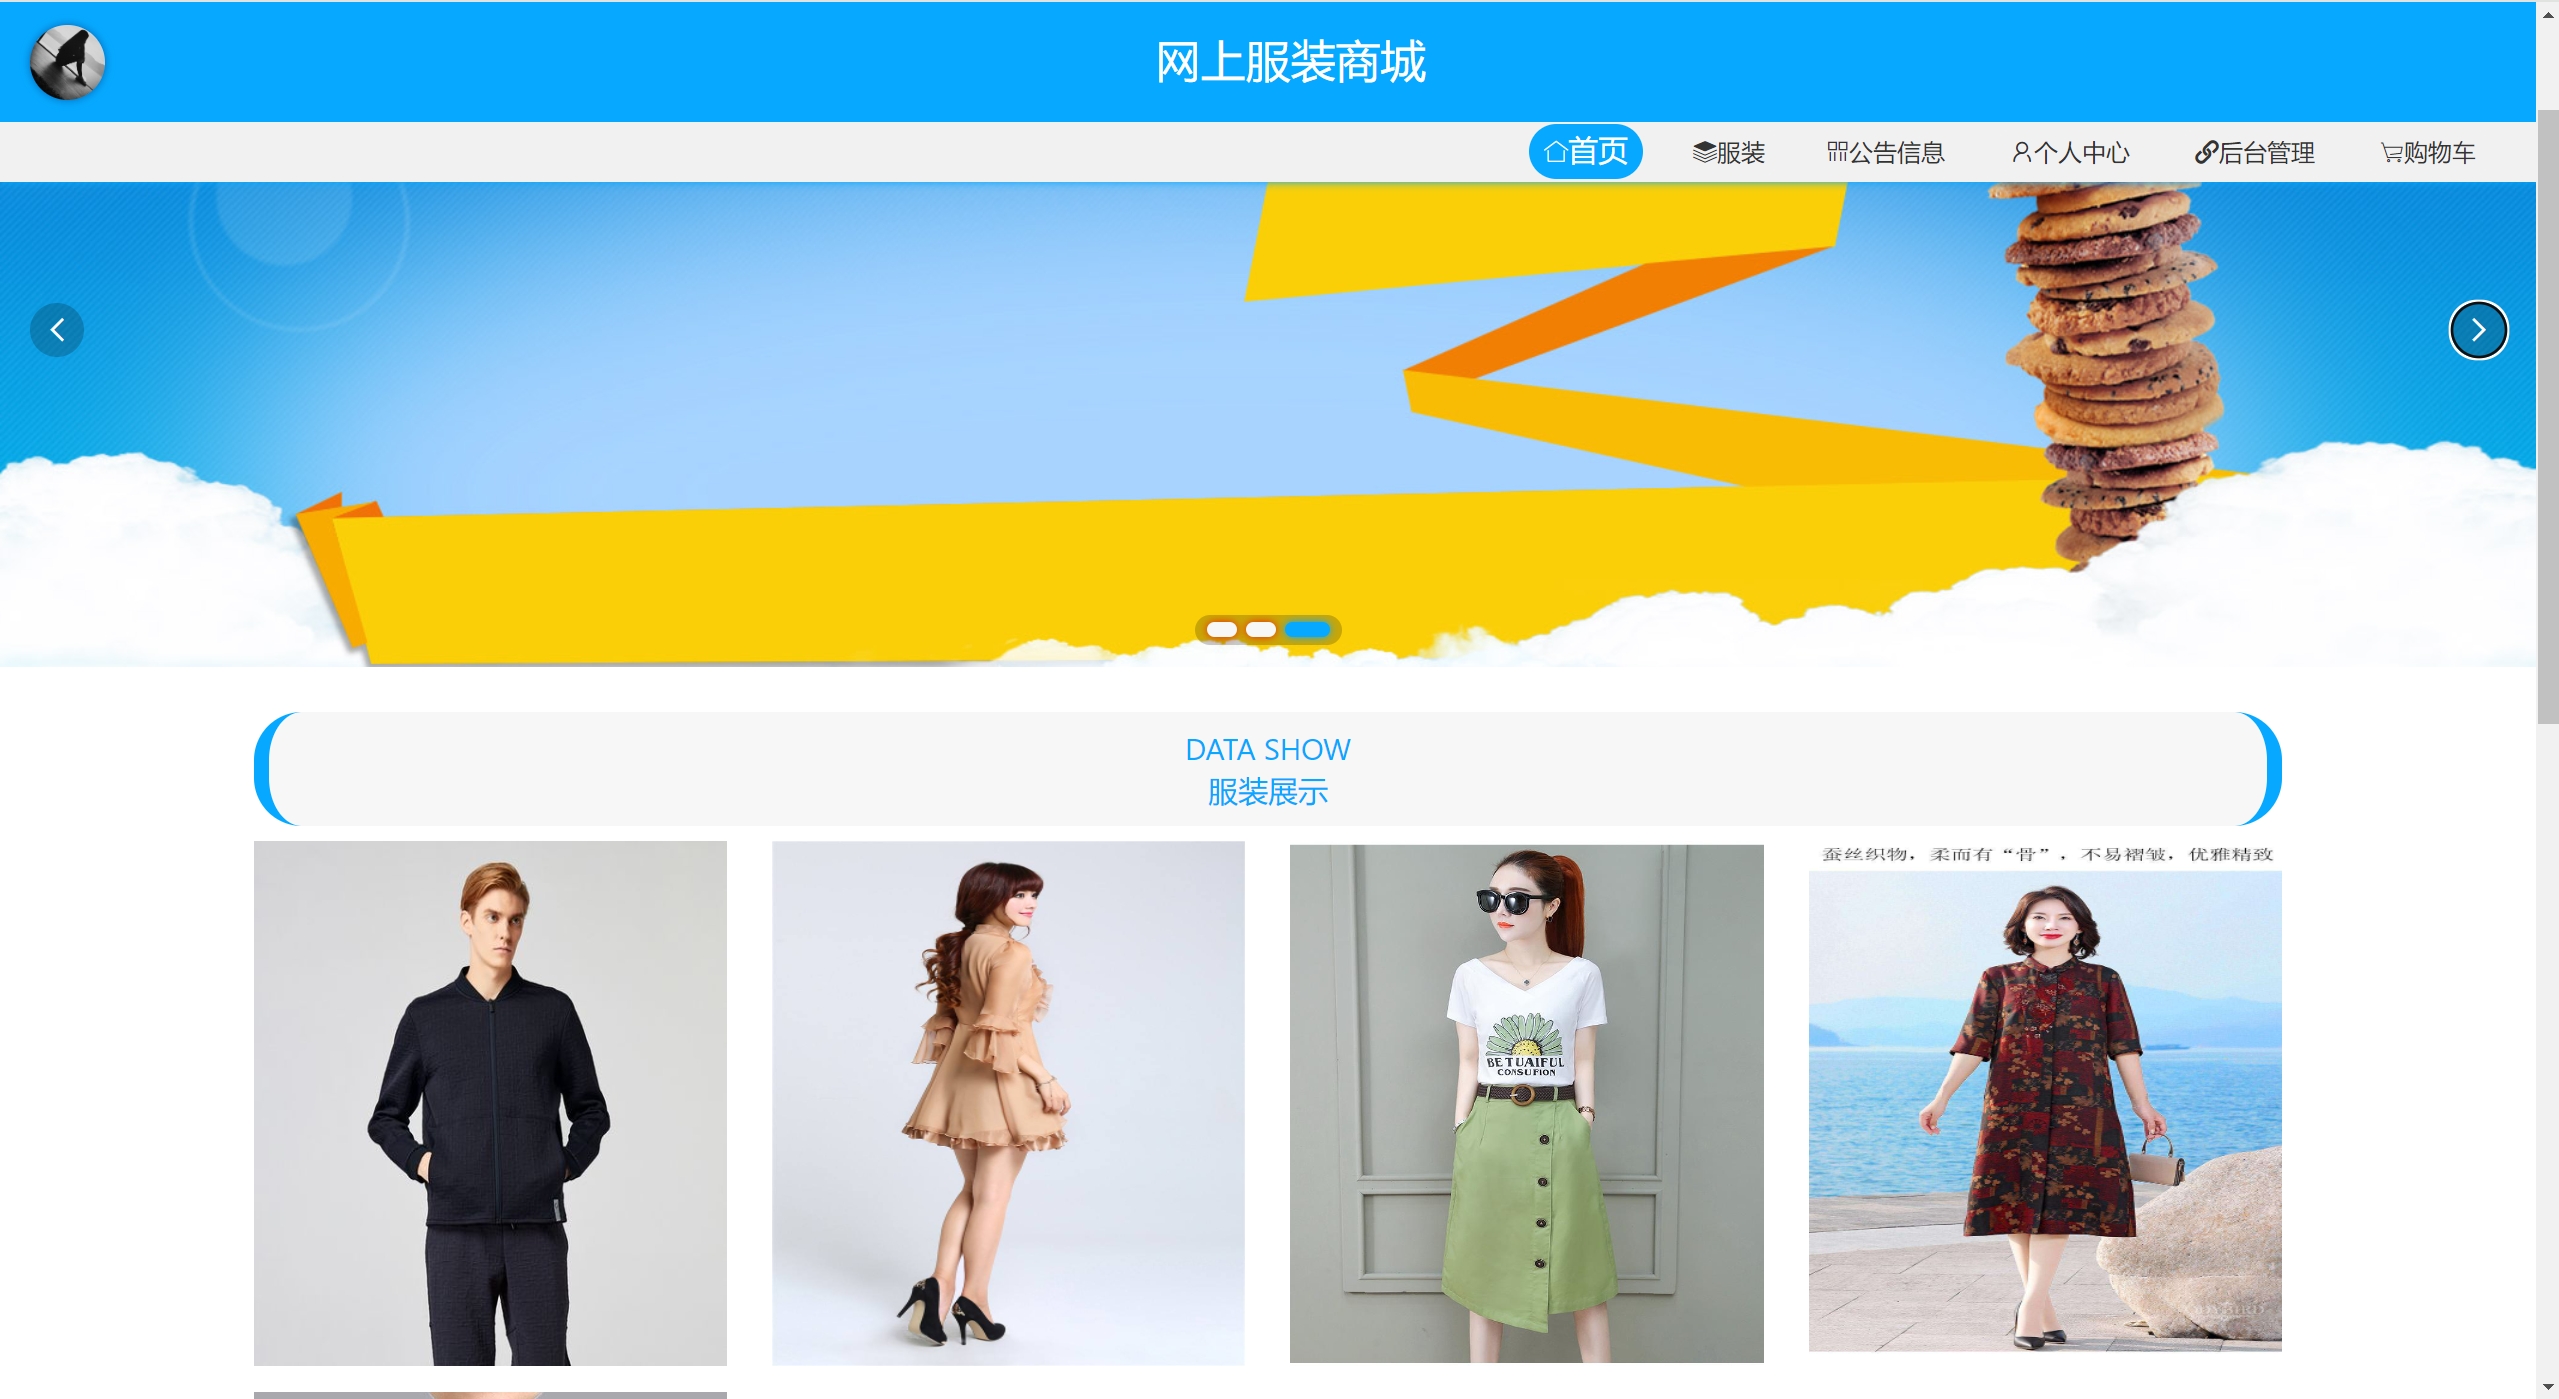 网上服装商城
首页 服装 公告信息 个人中心 后台管理 购物车
DATA SHOW
服装展示
蚕丝织物，柔而有“骨”，不易褶皱，优雅精致
BE TUAIFUL
CONSUFION